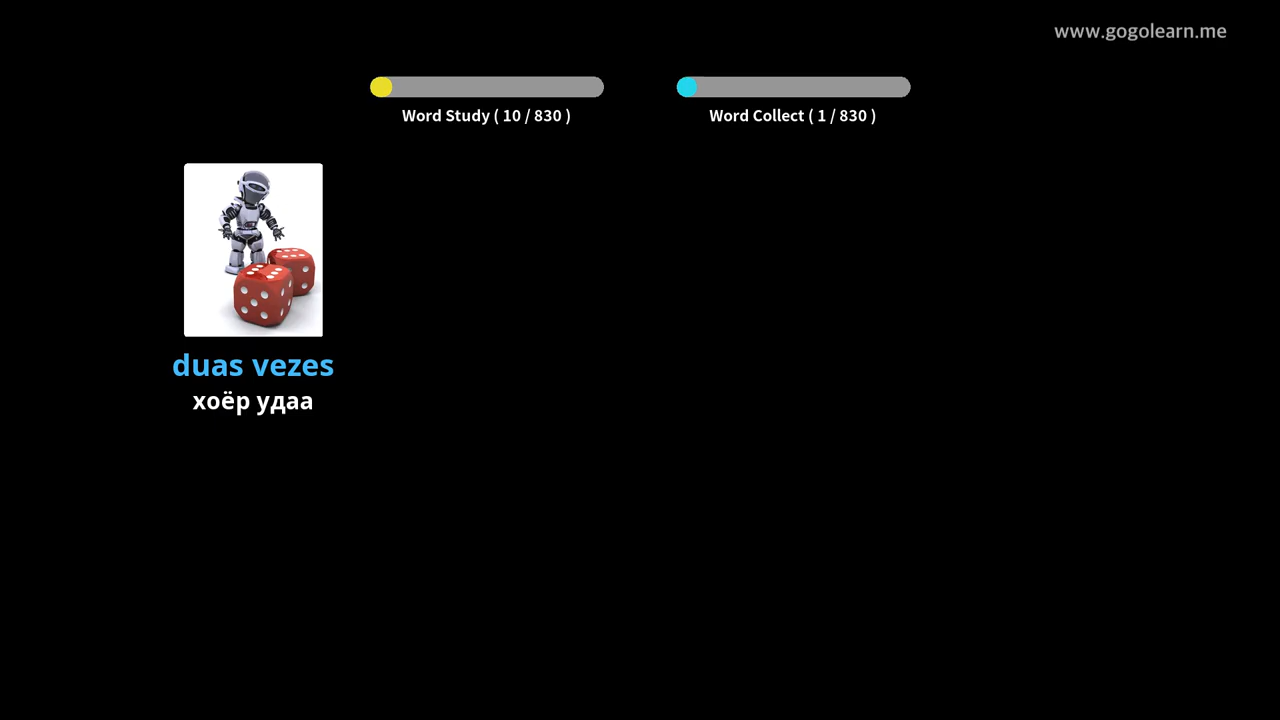 www.gogolearn.me
Word Study ( 10 / 830 )
Word Collect ( 1 / 830 )
duas vezes
хоёр удаа